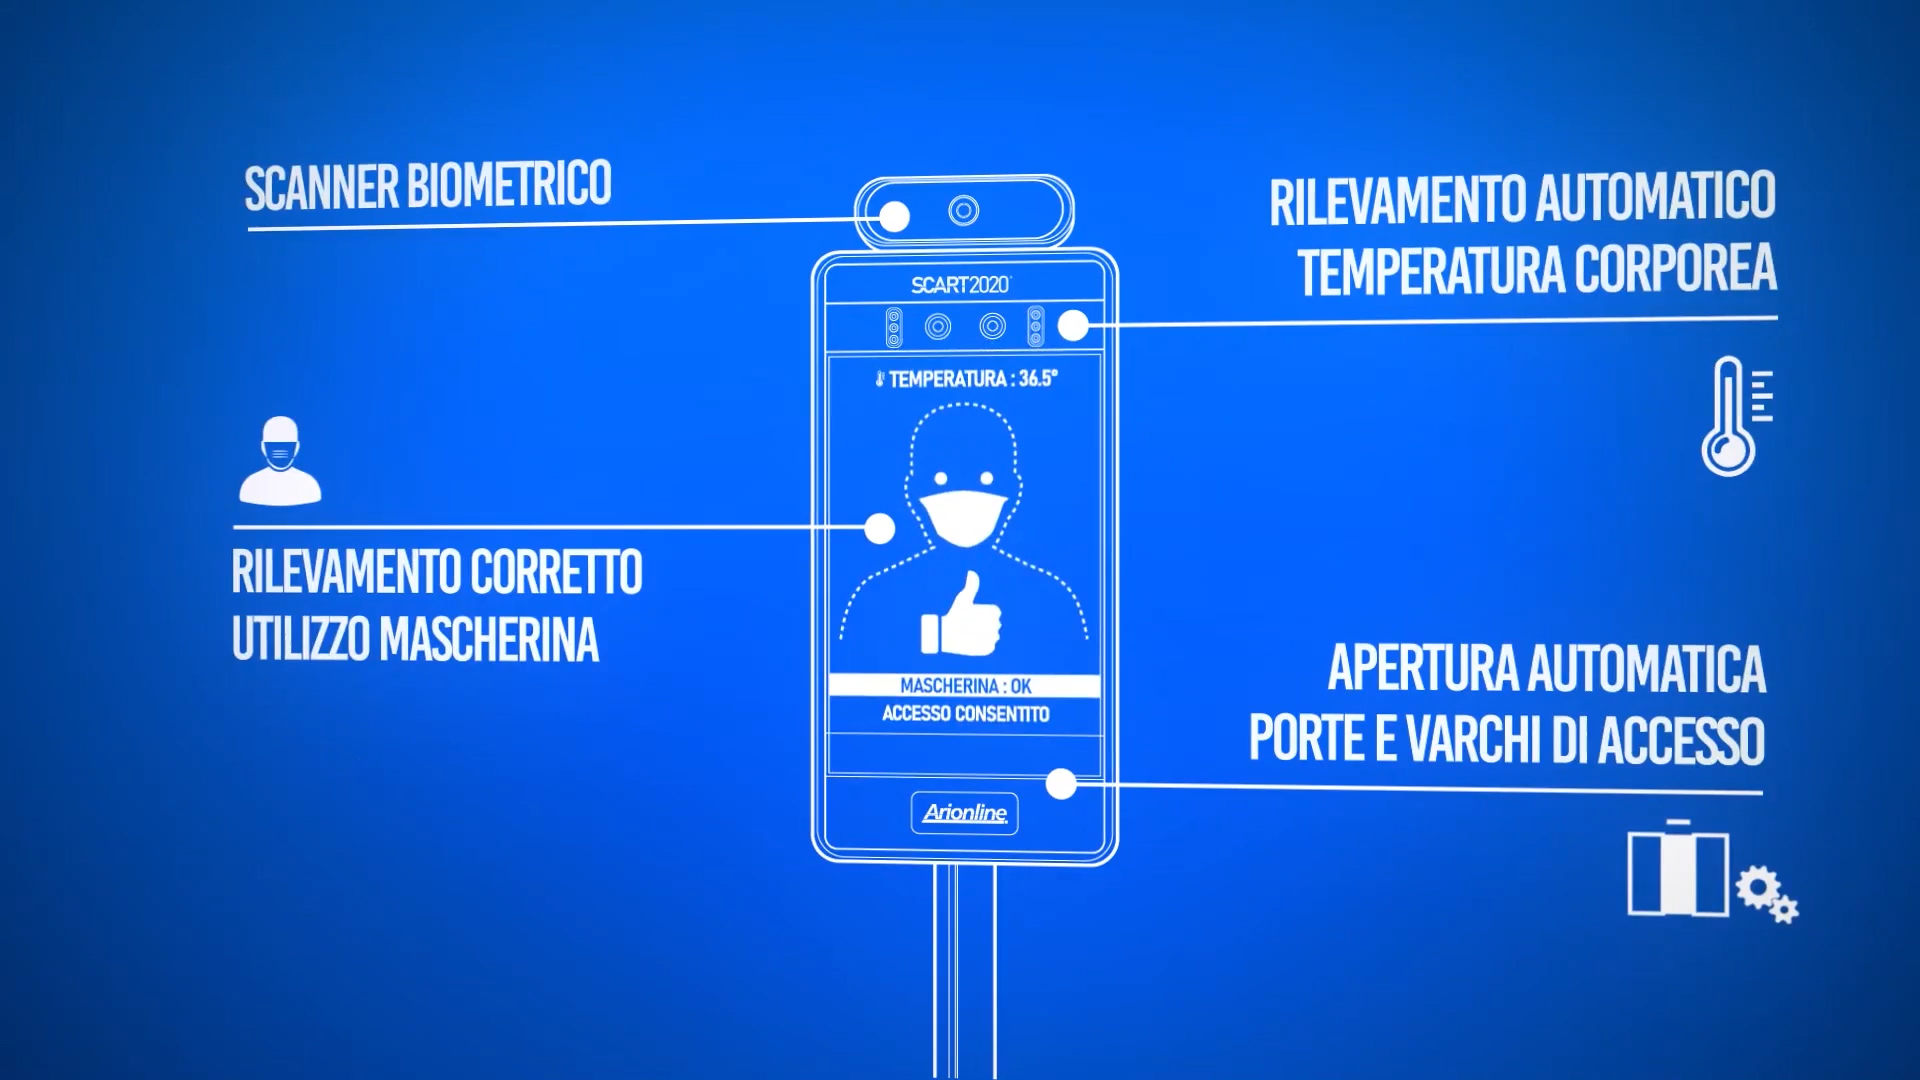 SCANNER BIOMETRICO
RILEVAMENTO AUTOMATICO
TEMPERATURA CORPOREA
SCART2020
TEMPERATURA : 36.5°
RILEVAMENTO CORRETTO
UTILIZZO MASCHERINA
MASCHERINA : OK
ACCESSO CONSENTITO
APERTURA AUTOMATICA
PORTE E VARCHI DI ACCESSO
Arionline